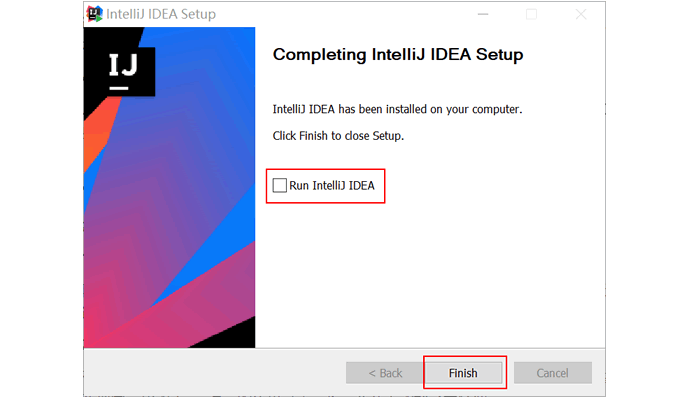 IntelliJ IDEA Setup
IJ
Completing IntelliJ IDEA Setup
IntelliJ IDEA has been installed on your computer.
Click Finish to close Setup.
Run IntelliJ IDEA
< Back
Finish
Cancel